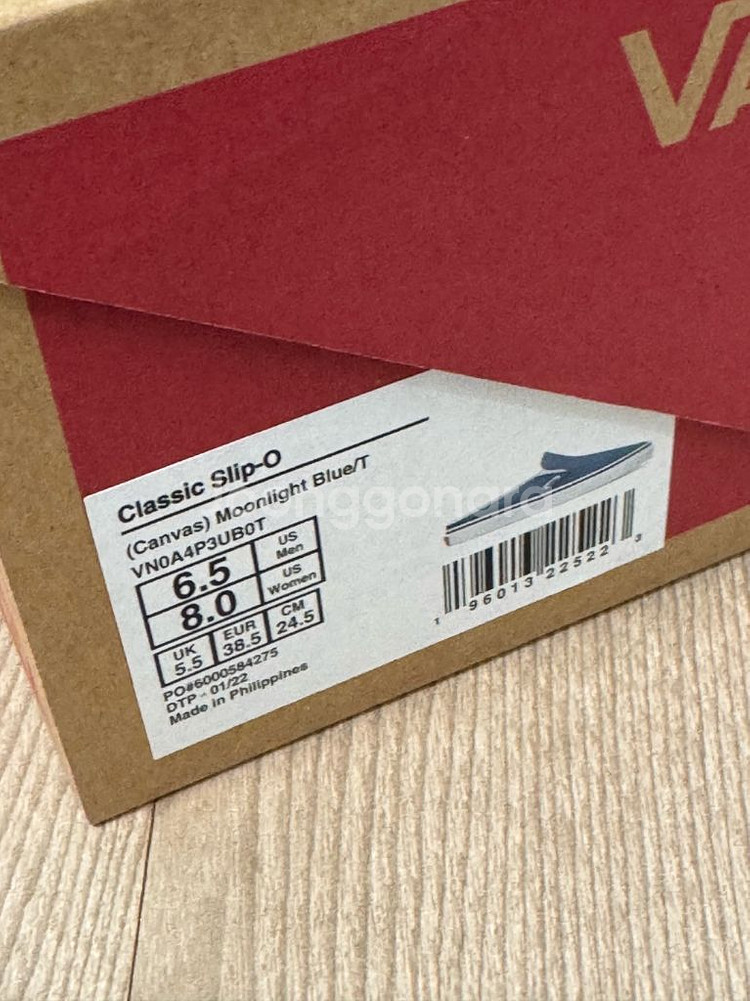 VA
Classic Slip-O
(Canvas) Moonlight Blue/T
VN0A4P3UB0T
6.5 US Men
8.0 US Women
UK 5.5 EUR 38.5 CM 24.5
PO#6000584275
DTP - 01/22
Made in Philippines
1 96013 22522 3
joonggonara